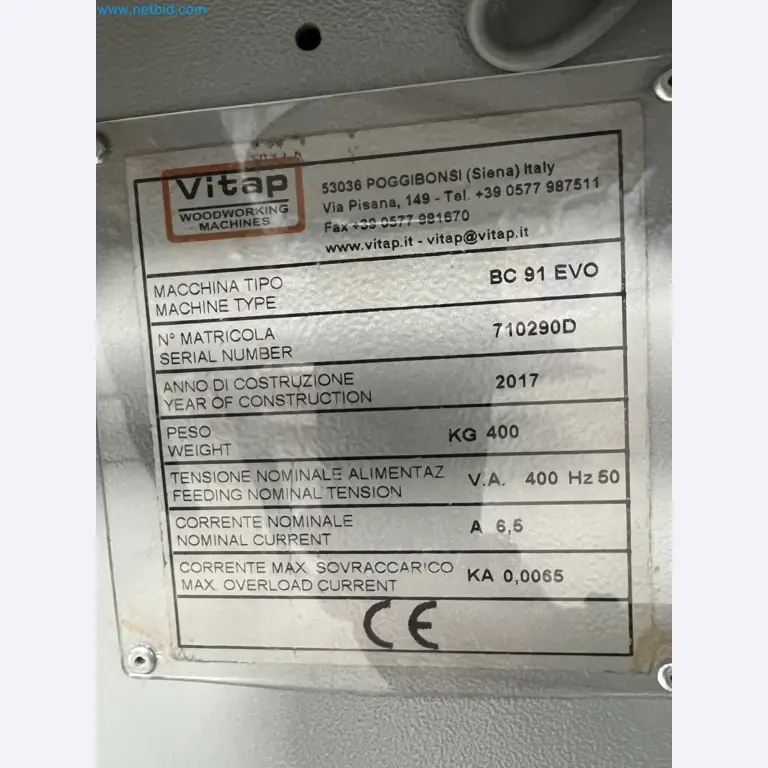 www.netbid.com
Vitap
WOODWORKING
MACHINES
53036 POGGIBONSI (Siena) Italy
Via Pisana, 149 - Tel. +39 0577 987511
Fax +39 0577 981670
www.vitap.it - vitap@vitap.it
MACCHINA TIPO
MACHINE TYPE
BC 91 EVO
N° MATRICOLA
SERIAL NUMBER
710290D
ANNO DI COSTRUZIONE
YEAR OF CONSTRUCTION
2017
PESO
WEIGHT
KG 400
TENSIONE NOMINALE ALIMENTAZ
FEEDING NOMINAL TENSION
V.A. 400 Hz 50
CORRENTE NOMINALE
NOMINAL CURRENT
A 6,5
CORRENTE MAX. SOVRACCARICO
MAX. OVERLOAD CURRENT
KA 0,0065
CE